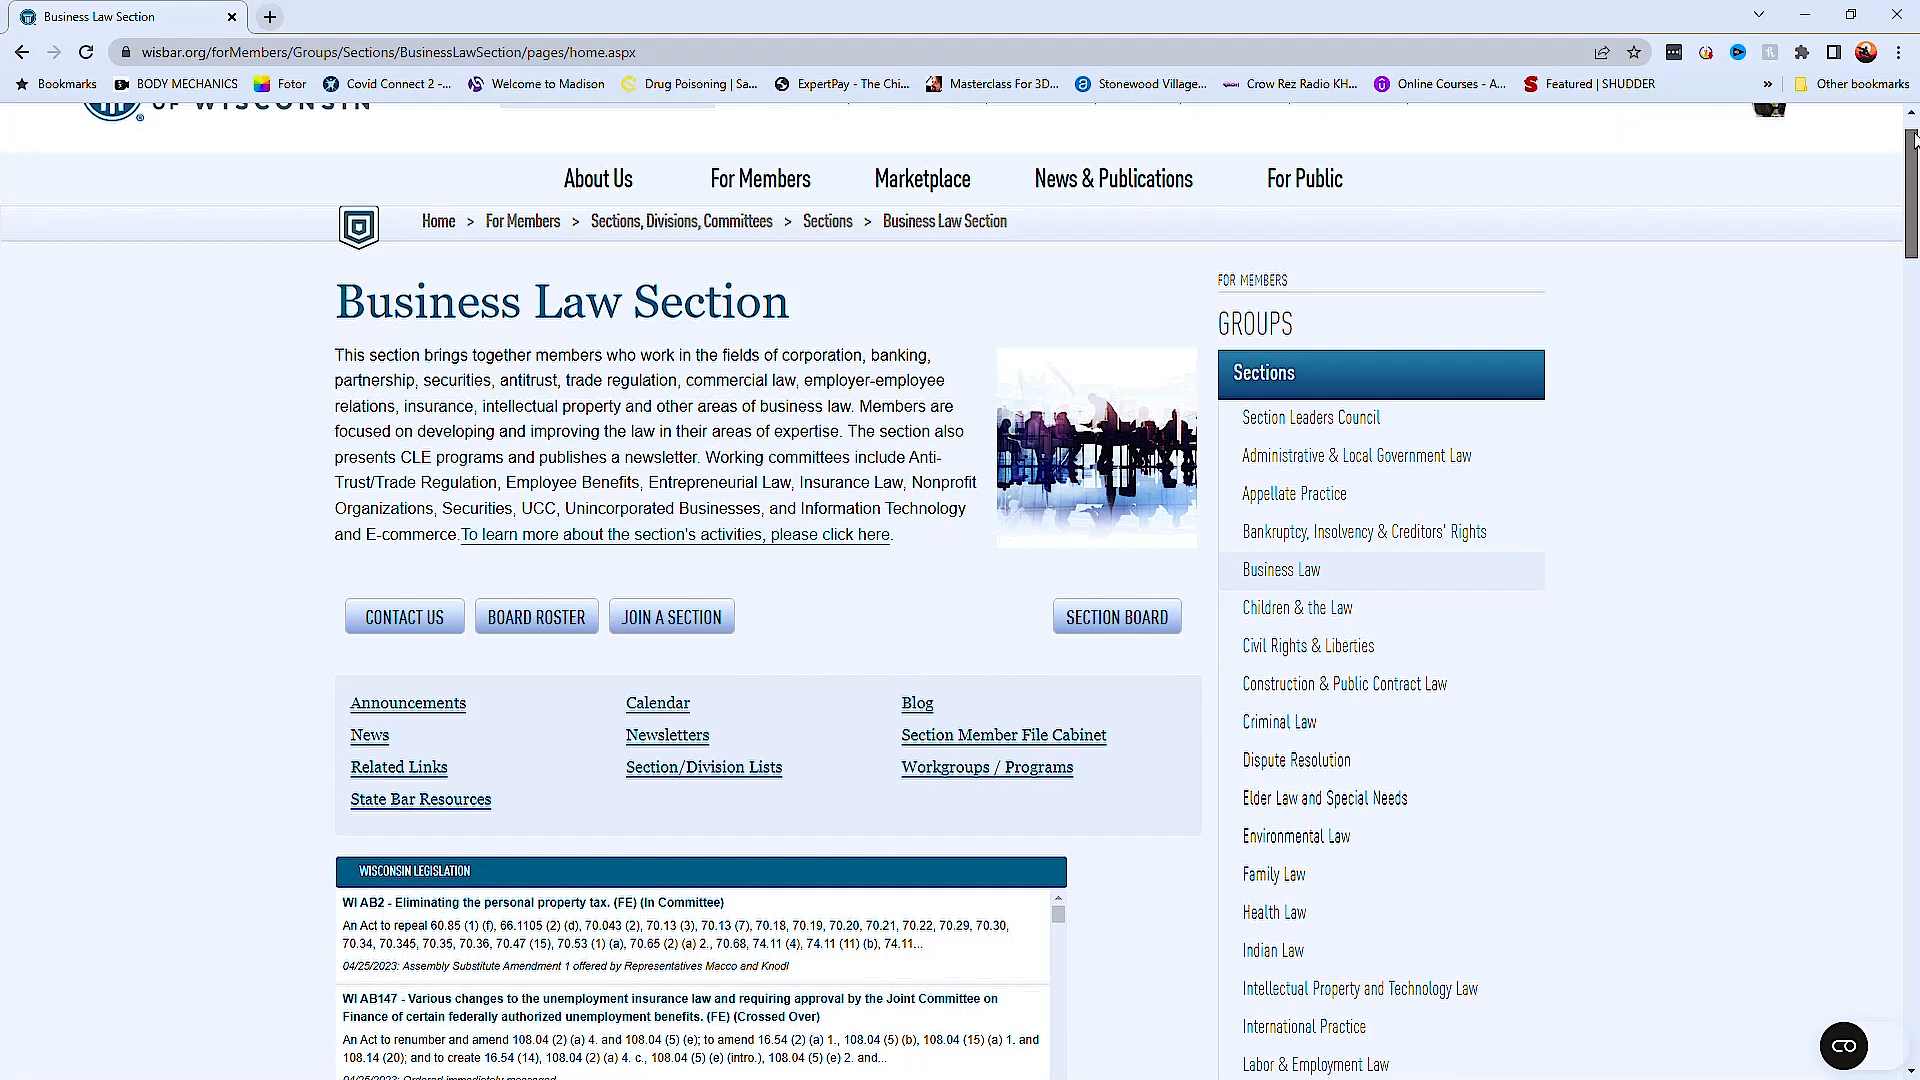 Business Law Section
wisbar.org/forMembers/Groups/Sections/BusinessLawSection/pages/home.aspx
Bookmarks
BODY MECHANICS
Fotor
Covid Connect 2 -...
Welcome to Madison
Drug Poisoning | Sa...
ExpertPay - The Chi...
Masterclass For 3D...
Stonewood Village...
Crow Rez Radio KH...
Online Courses - A...
Featured | SHUDDER
»
Other bookmarks
OF WISCONSIN
About Us
For Members
Marketplace
News & Publications
For Public
Home > For Members > Sections, Divisions, Committees > Sections > Business Law Section
Business Law Section
This section brings together members who work in the fields of corporation, banking,
partnership, securities, antitrust, trade regulation, commercial law, employer-employee
relations, insurance, intellectual property and other areas of business law. Members are
focused on developing and improving the law in their areas of expertise. The section also
presents CLE programs and publishes a newsletter. Working committees include Anti-
Trust/Trade Regulation, Employee Benefits, Entrepreneurial Law, Insurance Law, Nonprofit
Organizations, Securities, UCC, Unincorporated Businesses, and Information Technology
and E-commerce.To learn more about the section's activities, please click here.
CONTACT US
BOARD ROSTER
JOIN A SECTION
SECTION BOARD
Announcements
Calendar
Blog
News
Newsletters
Section Member File Cabinet
Related Links
Section/Division Lists
Workgroups / Programs
State Bar Resources
WISCONSIN LEGISLATION
WI AB2 - Eliminating the personal property tax. (FE) (In Committee)
An Act to repeal 60.85 (1) (f), 66.1105 (2) (d), 70.043 (2), 70.13 (3), 70.13 (7), 70.18, 70.19, 70.20, 70.21, 70.22, 70.29, 70.30,
70.34, 70.345, 70.35, 70.36, 70.47 (15), 70.53 (1) (a), 70.65 (2) (a) 2., 70.68, 74.11 (4), 74.11 (11) (b), 74.11...
04/25/2023: Assembly Substitute Amendment 1 offered by Representatives Macco and Knodl
WI AB147 - Various changes to the unemployment insurance law and requiring approval by the Joint Committee on
Finance of certain federally authorized unemployment benefits. (FE) (Crossed Over)
An Act to renumber and amend 108.04 (2) (a) 4. and 108.04 (5) (e); to amend 16.54 (2) (a) 1., 108.04 (5) (b), 108.04 (15) (a) 1. and
108.14 (20); and to create 16.54 (14), 108.04 (2) (a) 4. c., 108.04 (5) (e) (intro.), 108.04 (5) (e) 2. and...
04/25/2023: Ordered immediately messaged
FOR MEMBERS
GROUPS
Sections
Section Leaders Council
Administrative & Local Government Law
Appellate Practice
Bankruptcy, Insolvency & Creditors' Rights
Business Law
Children & the Law
Civil Rights & Liberties
Construction & Public Contract Law
Criminal Law
Dispute Resolution
Elder Law and Special Needs
Environmental Law
Family Law
Health Law
Indian Law
Intellectual Property and Technology Law
International Practice
Labor & Employment Law